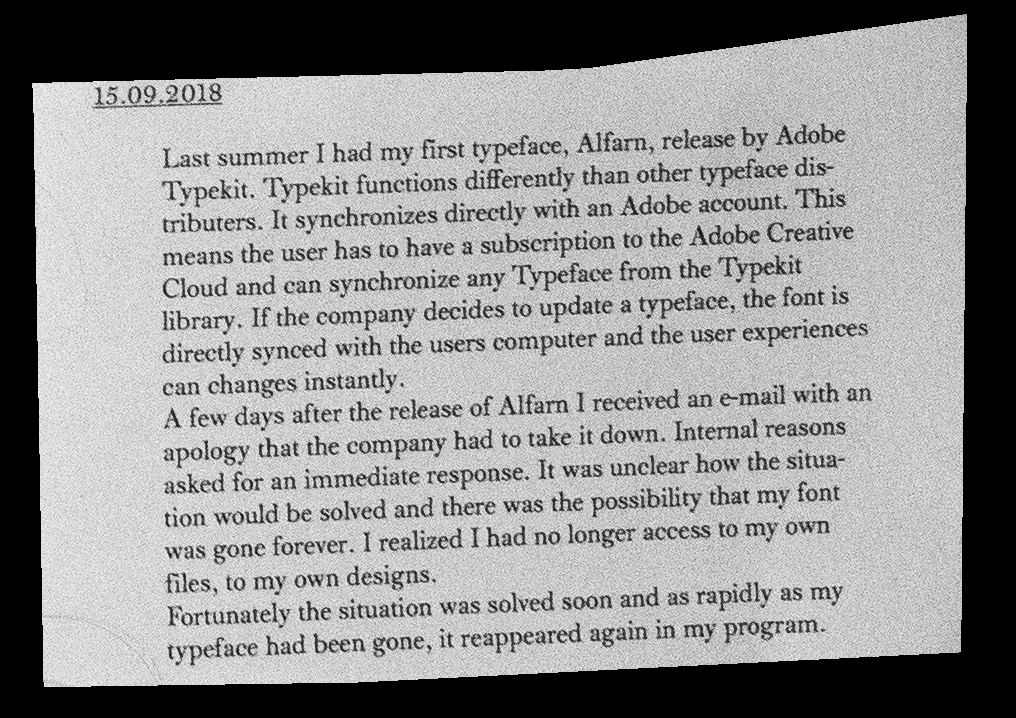 15.09.2018
Last summer I had my first typeface, Alfarn, release by Adobe
Typekit. Typekit functions differently than other typeface dis-
tributers. It synchronizes directly with an Adobe account. This
means the user has to have a subscription to the Adobe Creative
Cloud and can synchronize any Typeface from the Typekit
library. If the company decides to update a typeface, the font is
directly synced with the users computer and the user experiences
can changes instantly.
A few days after the release of Alfarn I received an e-mail with an
apology that the company had to take it down. Internal reasons
asked for an immediate response. It was unclear how the situa-
tion would be solved and there was the possibility that my font
was gone forever. I realized I had no longer access to my own
files, to my own designs.
Fortunately the situation was solved soon and as rapidly as my
typeface had been gone, it reappeared again in my program.